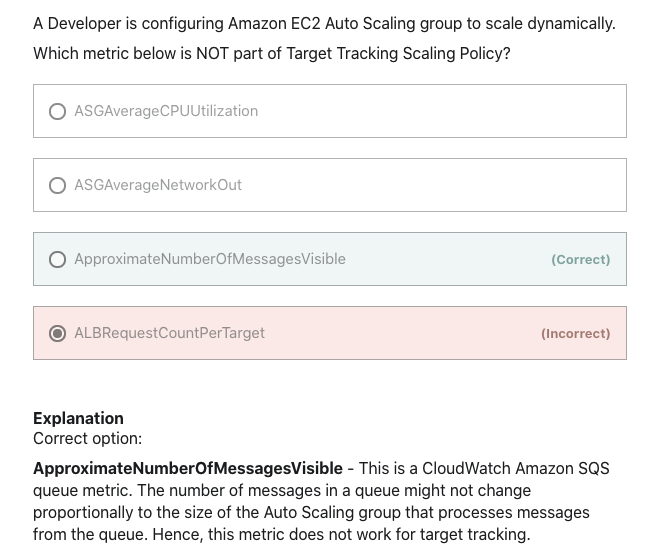 A Developer is configuring Amazon EC2 Auto Scaling group to scale dynamically.
Which metric below is NOT part of Target Tracking Scaling Policy?
ASGAverageCPUUtilization
ASGAverageNetworkOut
ApproximateNumberOfMessagesVisible (Correct)
ALBRequestCountPerTarget (Incorrect)
Explanation
Correct option:
ApproximateNumberOfMessagesVisible - This is a CloudWatch Amazon SQS
queue metric. The number of messages in a queue might not change
proportionally to the size of the Auto Scaling group that processes messages
from the queue. Hence, this metric does not work for target tracking.